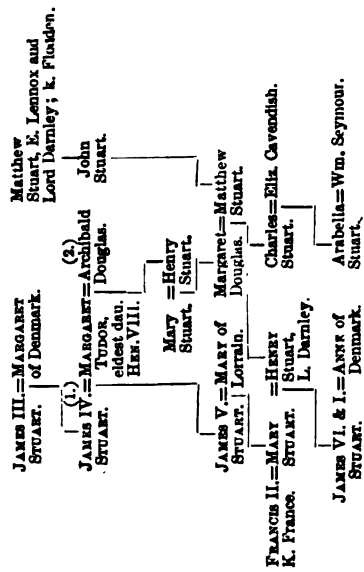 Matthew
Stuart, E. Lennox and
Lord Darnley; k. Flodden.
JAMES III.=MARGARET
STUART. of Denmark.
(1.) (2.)
JAMES IV.=MARGARET=Archibald
STUART. TUDOR, Douglas.
eldest dau.
HEN.VIII.
John
Stuart.
Mary =Henry
Stuart. Stuart.
JAMES V.=MARY of
STUART. Lorrain.
Margaret=Matthew
Douglas. Stuart.
FRANCIS II.=MARY =HENRY
K. France. STUART. Stuart,
L. Darnley.
Charles=Eliz. Cavendish.
Stuart.
JAMES VI. & I.=ANNE of
STUART. Denmark.
Arabella=Wm. Seymour.
Stuart.